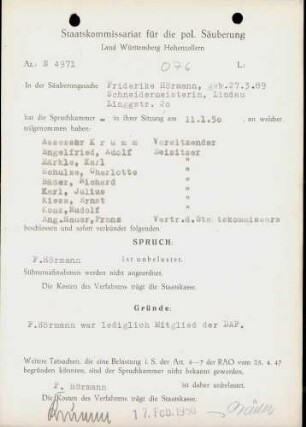 Staatskommissariat für die pol. Säuberung
Land Württemberg Hohenzollern
Az.: S 4971 076 L:
In der Säuberungssache: Friderike Hörmann, geb.27.3.89
Schneidermeisterin, Lindau
Linggstr. 20
hat die Spruchkammer – in ihrer Sitzung am 11.1.50, an welcher
teilgenommen haben:
Assessor K r u m m Vorsitzender
Engelfried, Adolf Beisitzer
Märkle, Karl "
Schulze, Charlotte "
Bäder, Richard "
Karl, Julius "
Kiess, Ernst "
Konz, Rudolf "
Ang.Hauer, Franz Vertr.d.Staatskommissars
beschlossen und sofort verkündet folgenden
SPRUCH:
F.Hörmann ist unbelastet.
Sühnemaßnahmen werden nicht angeordnet.
Die Kosten des Verfahrens trägt die Staatskasse.
Gründe:
F.Hörmann war lediglich Mitglied der DAF.
Weitere Tatsachen, die eine Belastung i. S. der Art. 4–7 der RAO vom 25. 4. 47
begründen könnten, sind der Spruchkammer nicht bekannt geworden.
F. Hörmann ist daher unbelastet.
Die Kosten des Verfahrens trägt die Staatskasse.
Krumm 17. Feb. 1950